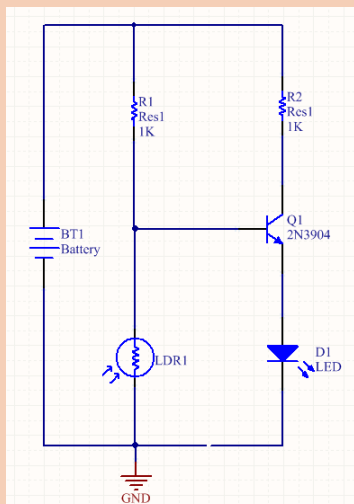 R1
Res1
1K
R2
Res1
1K
Q1
2N3904
BT1
Battery
LDR1
D1
LED
GND